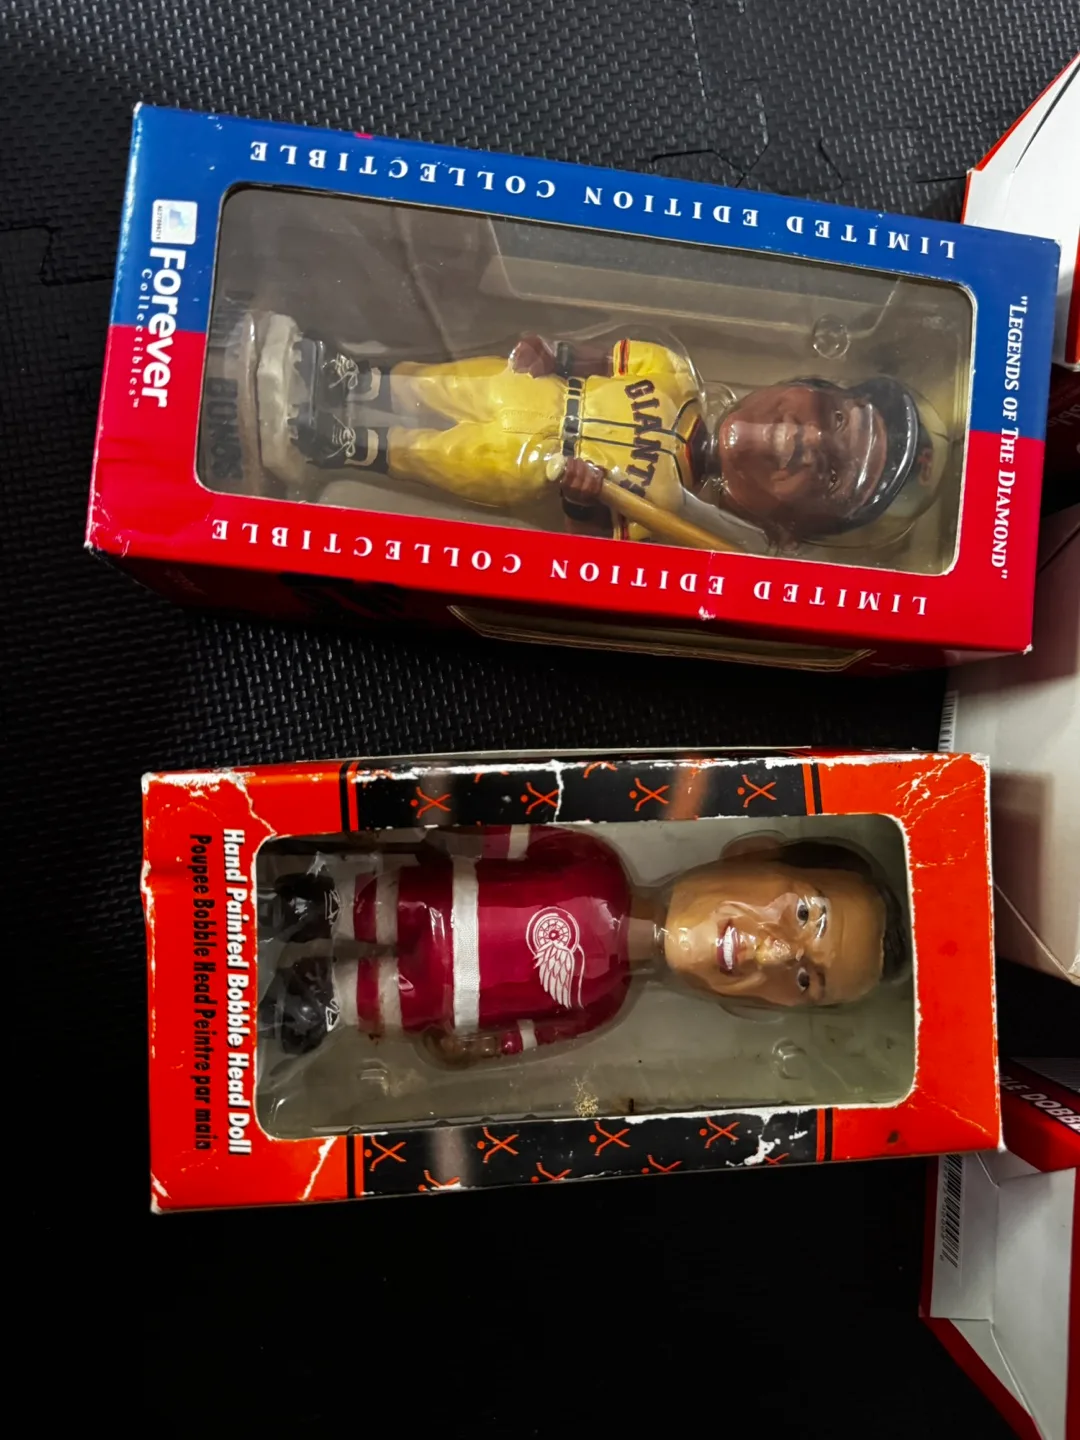 LIMITED EDITION COLLECTIBLE
"LEGENDS OF THE DIAMOND"
Forever
Collectibles™
GIANTS
BONDS
LIMITED EDITION COLLECTIBLE
Hand Painted Bobble Head Doll
Poupee Bobble Head Peintre par main